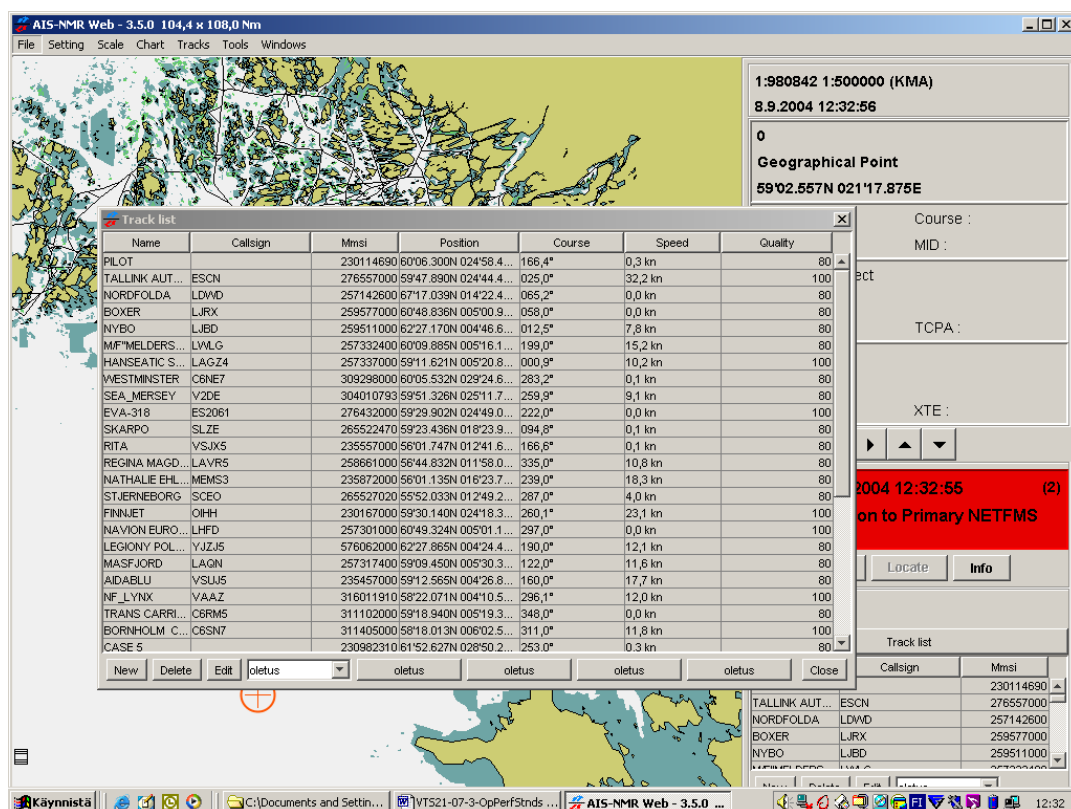 AIS-NMR Web - 3.5.0 104,4 x 108,0 Nm
File Setting Scale Chart Tracks Tools Windows
1:980842 1:500000 (KMA)
8.9.2004 12:32:56
0
Geographical Point
59'02.557N 021'17.875E
Course :
MID :
ect
TCPA :
XTE :
2004 12:32:55 (2)
on to Primary NETFMS
Locate Info
Track list
Name Callsign Mmsi Position Course Speed Quality
PILOT 230114690 60'06.300N 024'58.4... 166,4° 0,3 kn 80
TALLINK AUT... ESCN 276557000 59'47.890N 024'44.4... 025,0° 32,2 kn 100
NORDFOLDA LDWD 257142600 67'17.039N 014'22.4... 065,2° 0,0 kn 80
BOXER LJRX 259577000 60'48.836N 005'00.9... 058,0° 0,0 kn 80
NYBO LJBD 259511000 62'27.170N 004'46.6... 012,5° 7,8 kn 80
M/F"MELDERS... LWLG 257332400 60'09.885N 005'16.1... 199,0° 15,2 kn 80
HANSEATIC S... LAGZ4 257337000 59'11.621N 005'20.8... 000,9° 10,2 kn 100
WESTMINSTER C6NE7 309298000 60'05.532N 029'24.6... 283,2° 0,1 kn 80
SEA_MERSEY V2DE 304010793 59'51.326N 025'11.7... 259,9° 9,1 kn 80
EVA-318 ES2061 276432000 59'29.902N 024'49.0... 222,0° 0,0 kn 100
SKARPO SLZE 265522470 59'23.436N 018'23.9... 094,8° 0,1 kn 80
RITA VSJX5 235557000 56'01.747N 012'41.6... 166,6° 0,1 kn 80
REGINA MAGD... LAVR5 258661000 56'44.832N 011'58.0... 335,0° 10,8 kn 80
NATHALIE EHL... MEMS3 235872000 56'01.135N 016'23.7... 239,0° 18,3 kn 80
STJERNEBORG SCEO 265527020 55'52.033N 012'49.2... 287,0° 4,0 kn 80
FINNJET OIHH 230167000 59'30.140N 024'18.3... 260,1° 23,1 kn 100
NAVION EURO... LHFD 257301000 60'49.324N 005'01.1... 297,0° 0,0 kn 100
LEGIONY POL... YJZJ5 576062000 62'27.865N 004'24.4... 190,0° 12,1 kn 80
MASFJORD LAQN 257317400 59'09.450N 005'30.3... 122,0° 11,6 kn 80
AIDABLU VSUJ5 235457000 59'12.565N 004'26.8... 160,0° 17,7 kn 80
NF_LYNX VAAZ 316011910 58'22.071N 004'10.5... 296,1° 12,0 kn 100
TRANS CARRI... C6RM5 311102000 59'18.940N 005'19.3... 348,0° 0,0 kn 80
BORNHOLM C... C6SN7 311405000 58'18.013N 006'02.5... 311,0° 11,8 kn 100
CASE 5 230982310 61'52.627N 028'50.2... 253.0° 0.3 kn 80
New Delete Edit oletus oletus oletus oletus oletus Close
Track list
Callsign Mmsi
230114690
TALLINK AUT... ESCN 276557000
NORDFOLDA LDWD 257142600
BOXER LJRX 259577000
NYBO LJBD 259511000
Käynnistä C:\Documents and Settin... VTS21-07-3-OpPerfStnds ... AIS-NMR Web - 3.5.0 ... FI 12:32